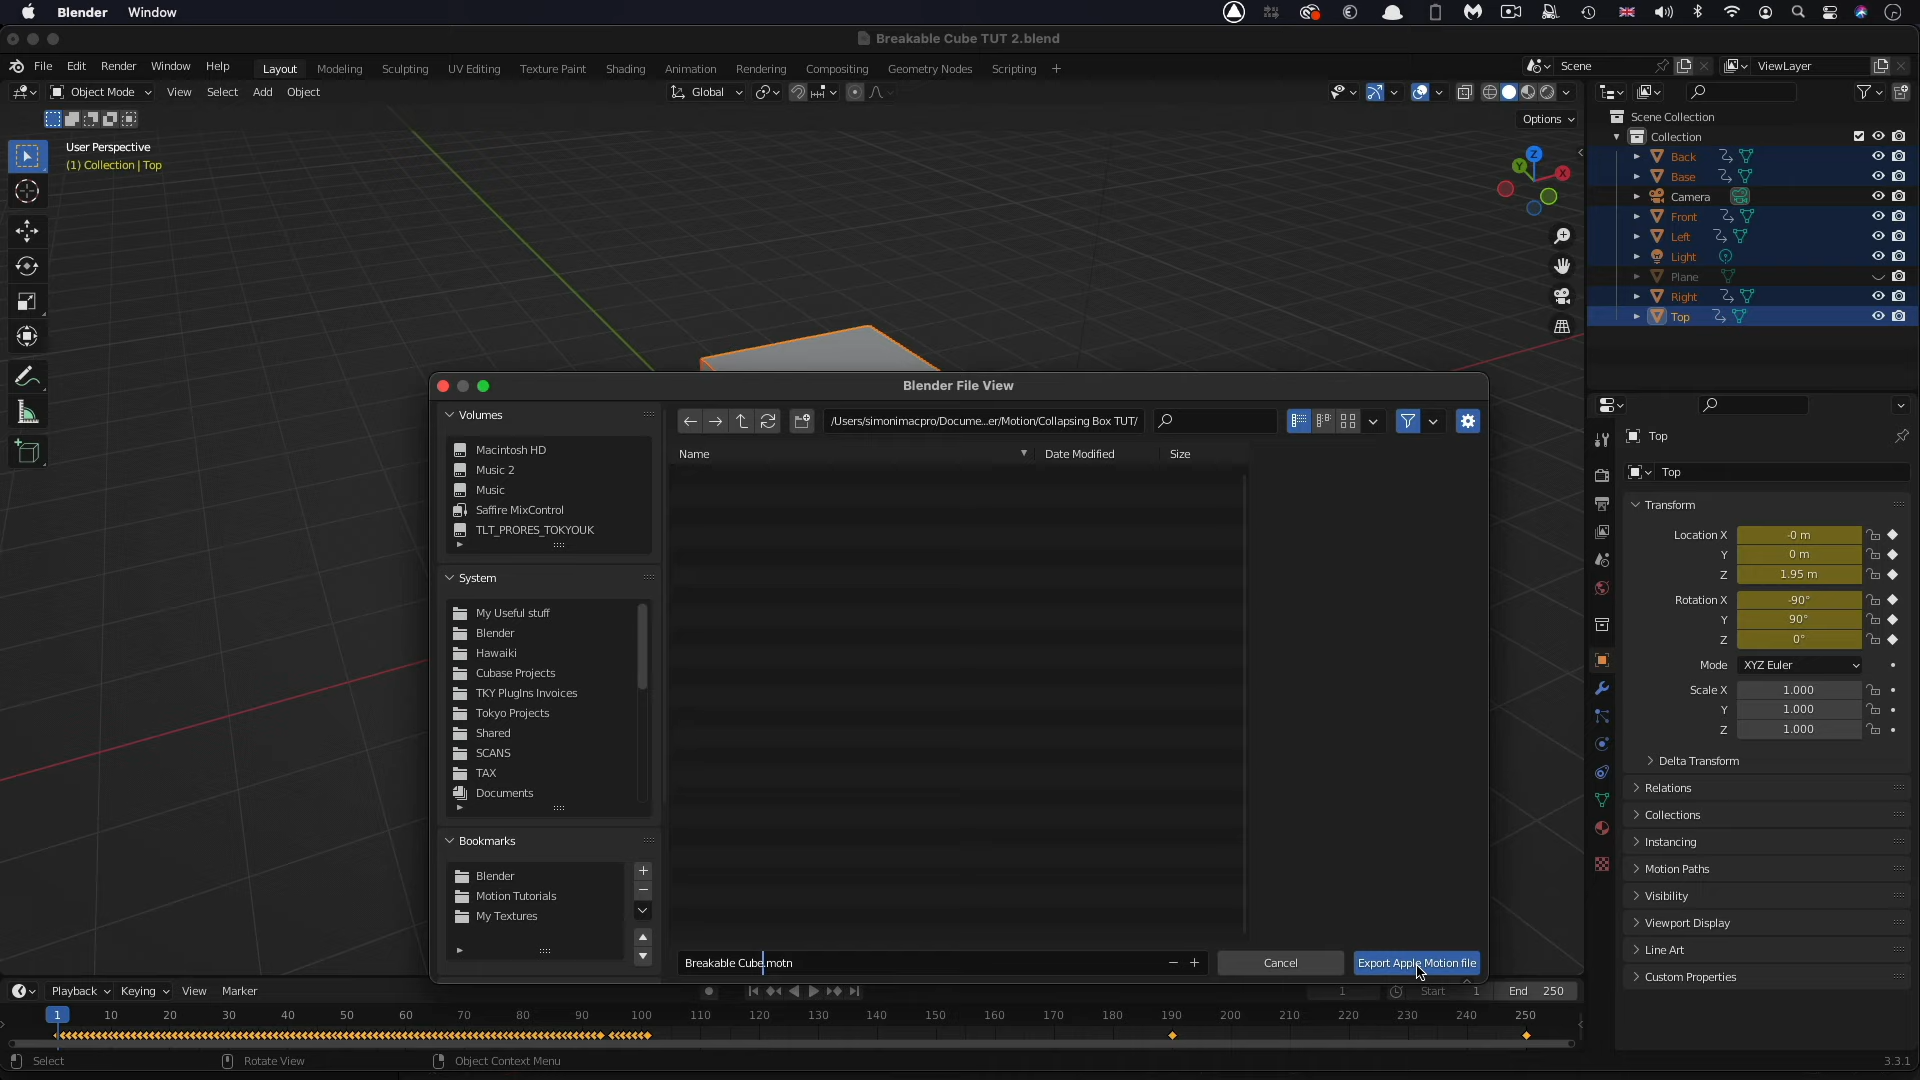 Blender Window
Breakable Cube TUT 2.blend
File Edit Render Window Help Layout Modeling Sculpting UV Editing Texture Paint Shading Animation Rendering Compositing Geometry Nodes Scripting + Scene ViewLayer
Object Mode View Select Add Object Global
Options
User Perspective
(1) Collection | Top
Z
Y
X
Scene Collection
Collection
Back
Base
Camera
Front
Left
Light
Plane
Right
Top
Blender File View
Volumes
Macintosh HD
Music 2
Music
Saffire MixControl
TLT_PRORES_TOKYOUK
System
My Useful stuff
Blender
Hawaiki
Cubase Projects
TKY PlugIns Invoices
Tokyo Projects
Shared
SCANS
TAX
Documents
Bookmarks
Blender
Motion Tutorials
My Textures
/Users/simonimacpro/Docume...er/Motion/Collapsing Box TUT/
Name Date Modified Size
Breakable Cube.motn
Cancel
Export Apple Motion file
Top
Top
Transform
Location X -0 m
Y 0 m
Z 1.95 m
Rotation X -90°
Y 90°
Z 0°
Mode XYZ Euler
Scale X 1.000
Y 1.000
Z 1.000
Delta Transform
Relations
Collections
Instancing
Motion Paths
Visibility
Viewport Display
Line Art
Custom Properties
Playback Keying View Marker 1 Start 1 End 250
1 10 20 30 40 50 60 70 80 90 100 110 120 130 140 150 160 170 180 190 200 210 220 230 240 250
Select Rotate View Object Context Menu 3.3.1